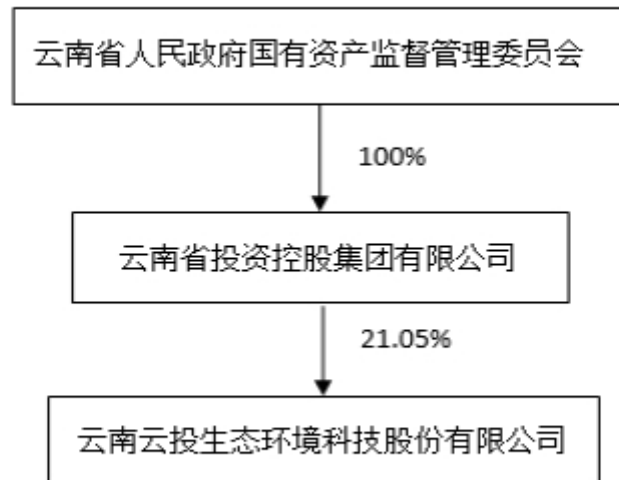 云南省人民政府国有资产监督管理委员会
100%
云南省投资控股集团有限公司
21.05%
云南云投生态环境科技股份有限公司